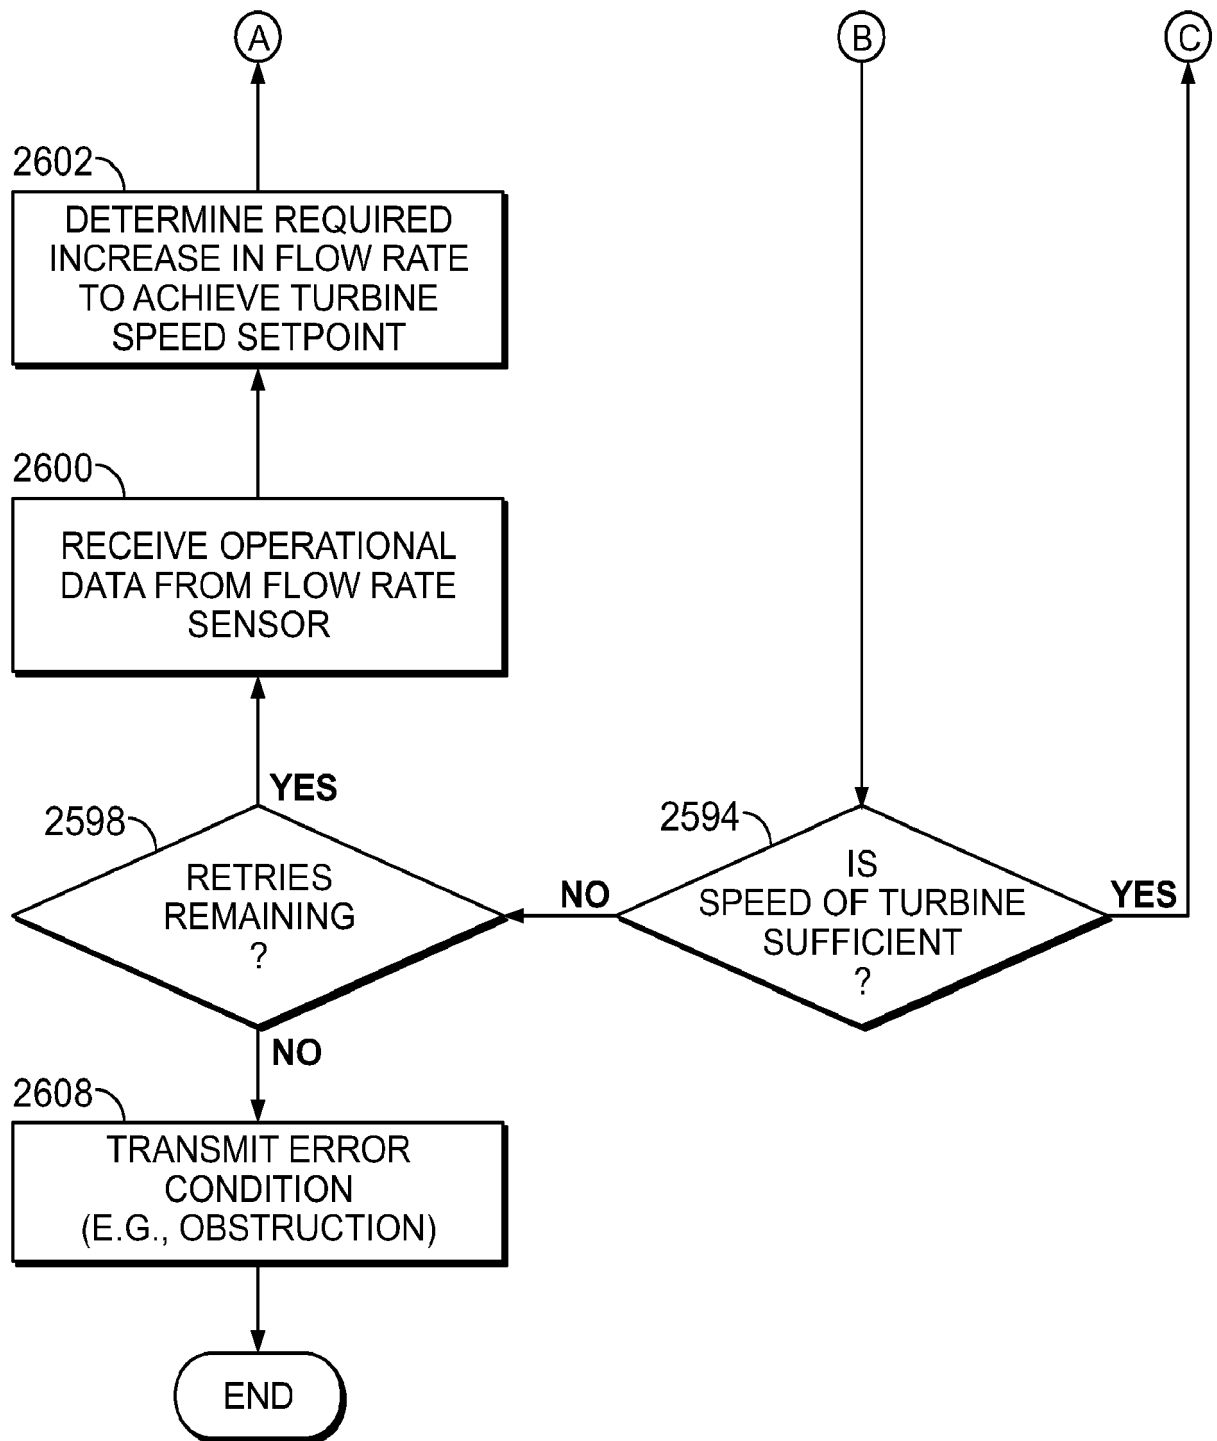 A
B
C
2602
DETERMINE REQUIRED
INCREASE IN FLOW RATE
TO ACHIEVE TURBINE
SPEED SETPOINT
2600
RECEIVE OPERATIONAL
DATA FROM FLOW RATE
SENSOR
YES
2598
RETRIES
REMAINING
?
NO
2594
IS
SPEED OF TURBINE
SUFFICIENT
?
YES
NO
2608
TRANSMIT ERROR
CONDITION
(E.G., OBSTRUCTION)
END